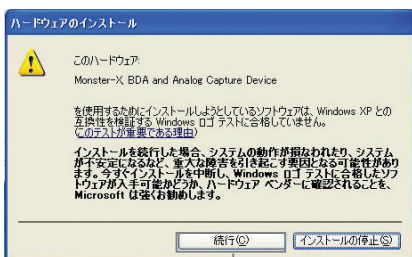 ハードウェアのインストール
このハードウェア:
Monster-X, BDA and Analog Capture Device
を使用するためにインストールしようとしているソフトウェアは、Windows XP との
互換性を検証する Windows ロゴ テストに合格していません。
(このテストが重要である理由)
インストールを続行した場合、システムの動作が損なわれたり、システム
が不安定になるなど、重大な障害を引き起こす要因となる可能性があり
ます。今すぐインストールを中断し、Windows ロゴ テストに合格したソフ
トウェアが入手可能かどうか、ハードウェア ベンダーに確認されることを、
Microsoft は強くお勧めします。
続行(C) インストールの停止(S)